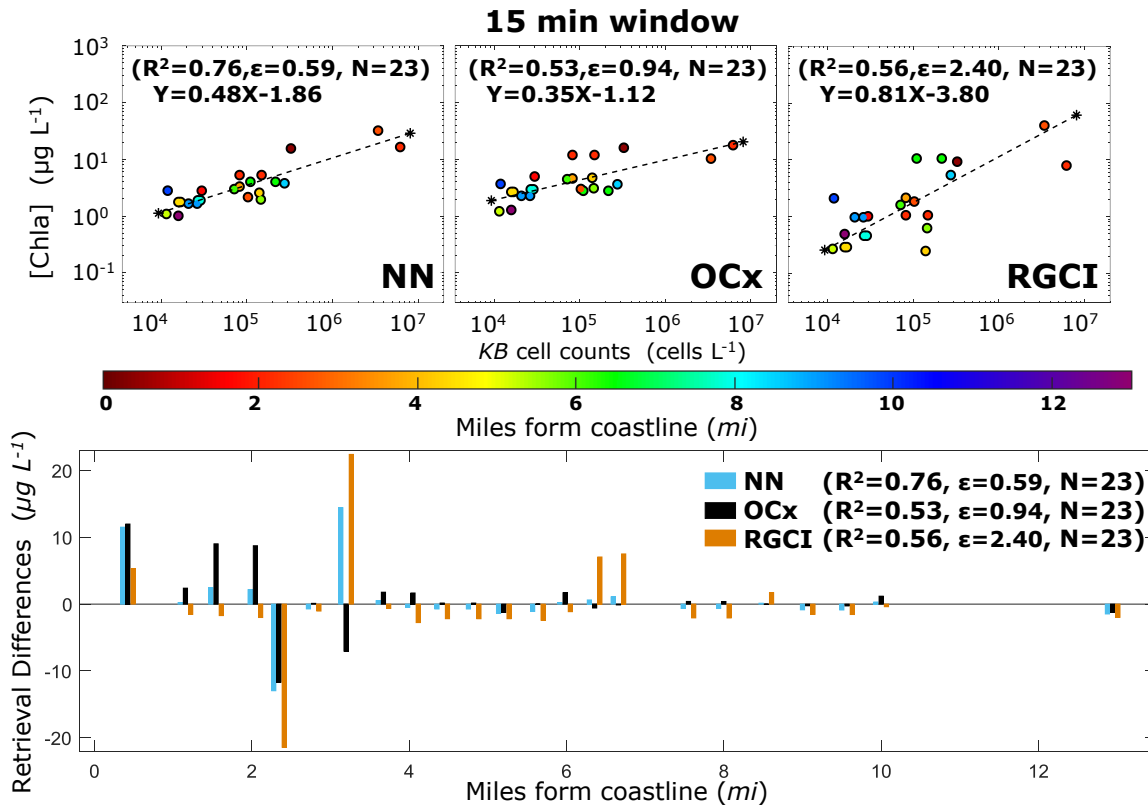 15 min window
10³
10²
10¹
10⁰
10⁻¹
[Chla] (µg L⁻¹)
(R²=0.76,ε=0.59, N=23)
Y=0.48X-1.86
NN
(R²=0.53,ε=0.94, N=23)
Y=0.35X-1.12
OCx
(R²=0.56,ε=2.40, N=23)
Y=0.81X-3.80
RGCI
10⁴ 10⁵ 10⁶ 10⁷
10⁴ 10⁵ 10⁶ 10⁷
10⁴ 10⁵ 10⁶ 10⁷
KB cell counts (cells L⁻¹)
0 2 4 6 8 10 12
Miles form coastline (mi)
Retrieval Differences (µg L⁻¹)
20
10
0
-10
-20
NN (R²=0.76, ε=0.59, N=23)
OCx (R²=0.53, ε=0.94, N=23)
RGCI (R²=0.56, ε=2.40, N=23)
0 2 4 6 8 10 12
Miles form coastline (mi)